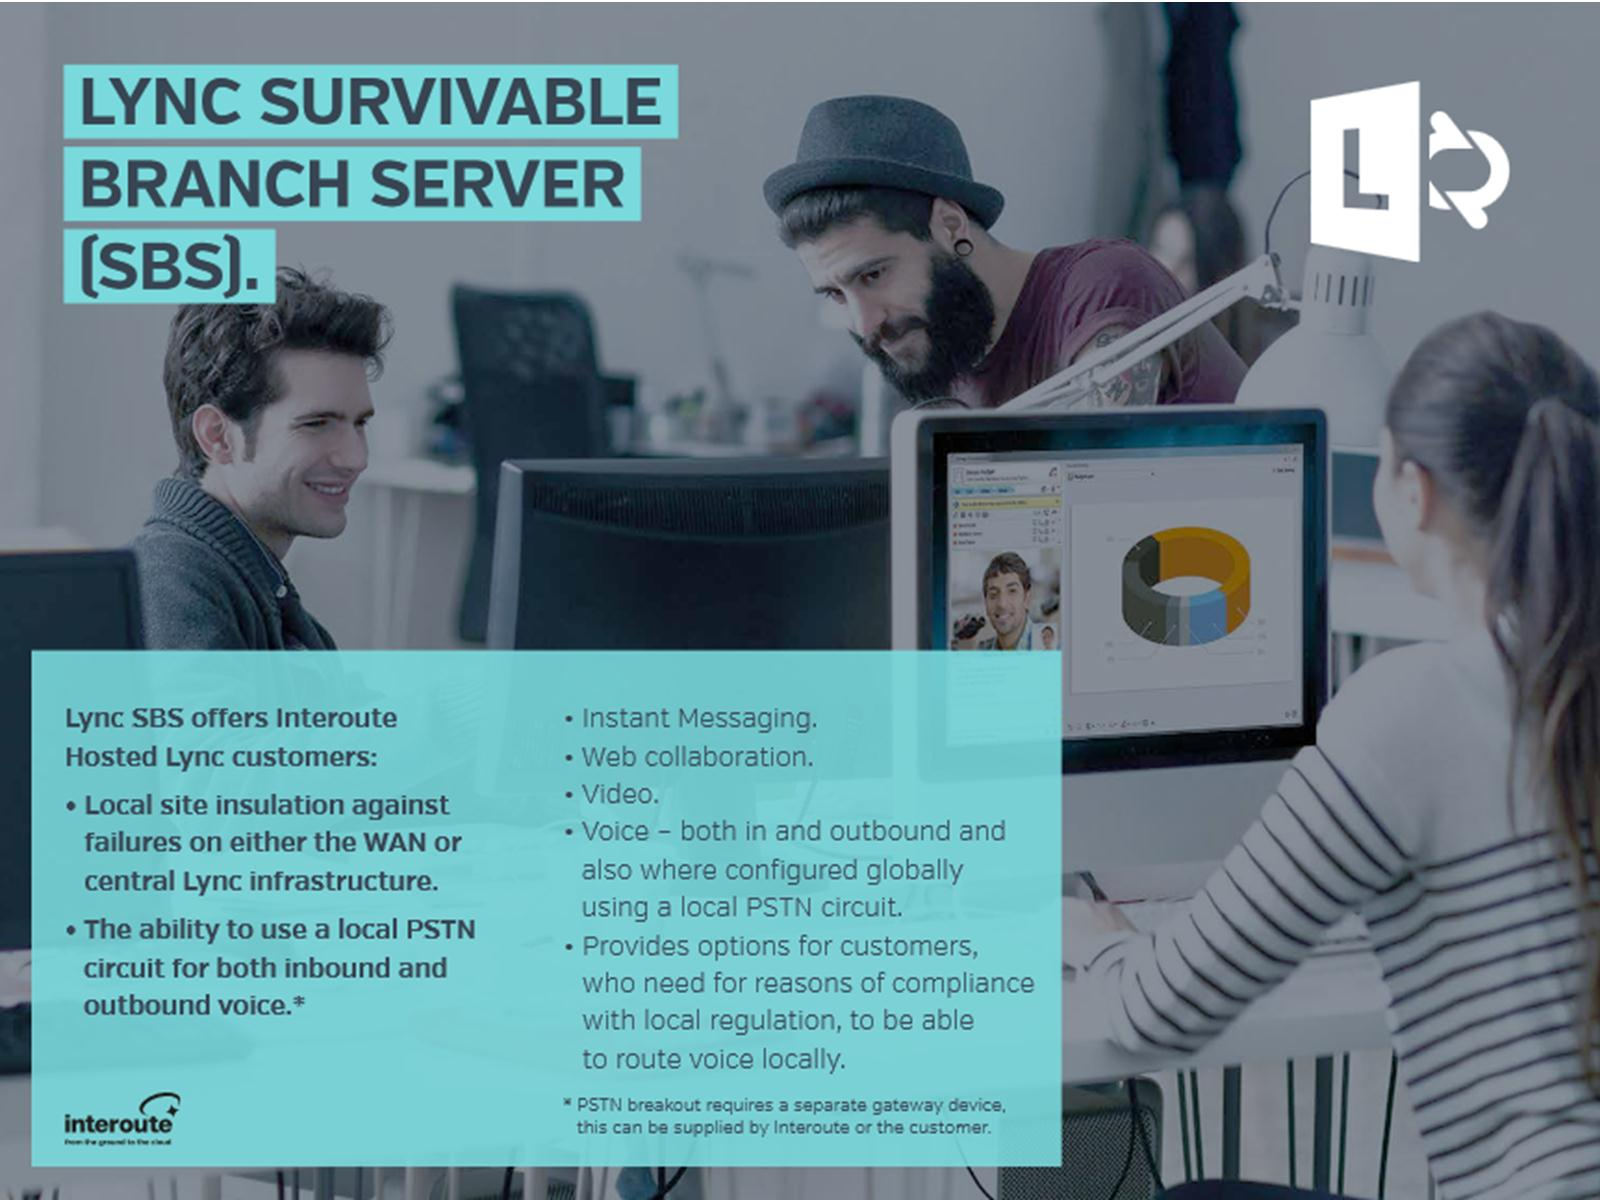 LYNC SURVIVABLE
BRANCH SERVER
(SBS).
L
Lync SBS offers Interoute
Hosted Lync customers:
• Local site insulation against
failures on either the WAN or
central Lync infrastructure.
• The ability to use a local PSTN
circuit for both inbound and
outbound voice.*
interoute
from the ground to the cloud
• Instant Messaging.
• Web collaboration.
• Video.
• Voice – both in and outbound and
also where configured globally
using a local PSTN circuit.
• Provides options for customers,
who need for reasons of compliance
with local regulation, to be able
to route voice locally.
* PSTN breakout requires a separate gateway device,
this can be supplied by Interoute or the customer.